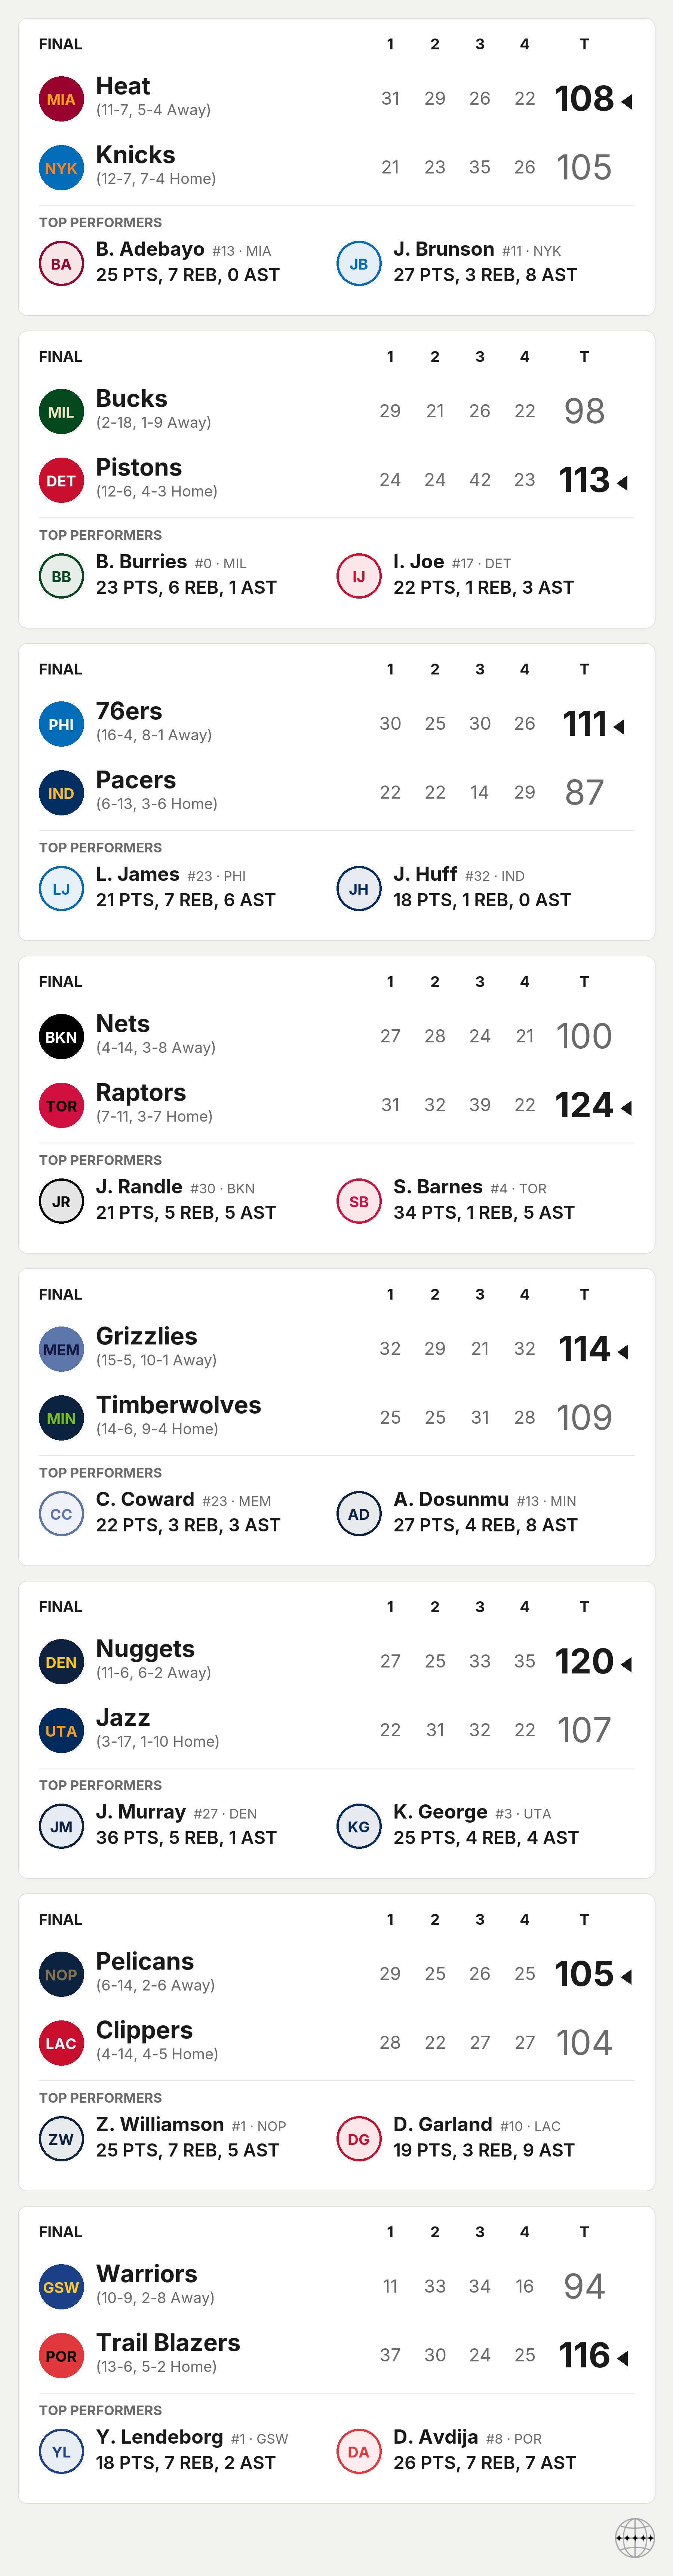 FINAL 1 2 3 4 T
MIA Heat 31 29 26 22 108
(11-7, 5-4 Away)
NYK Knicks 21 23 35 26 105
(12-7, 7-4 Home)
TOP PERFORMERS
BA B. Adebayo #13 · MIA JB J. Brunson #11 · NYK
25 PTS, 7 REB, 0 AST 27 PTS, 3 REB, 8 AST
FINAL 1 2 3 4 T
MIL Bucks 29 21 26 22 98
(2-18, 1-9 Away)
DET Pistons 24 24 42 23 113
(12-6, 4-3 Home)
TOP PERFORMERS
BB B. Burries #0 · MIL IJ I. Joe #17 · DET
23 PTS, 6 REB, 1 AST 22 PTS, 1 REB, 3 AST
FINAL 1 2 3 4 T
PHI 76ers 30 25 30 26 111
(16-4, 8-1 Away)
IND Pacers 22 22 14 29 87
(6-13, 3-6 Home)
TOP PERFORMERS
LJ L. James #23 · PHI JH J. Huff #32 · IND
21 PTS, 7 REB, 6 AST 18 PTS, 1 REB, 0 AST
FINAL 1 2 3 4 T
BKN Nets 27 28 24 21 100
(4-14, 3-8 Away)
TOR Raptors 31 32 39 22 124
(7-11, 3-7 Home)
TOP PERFORMERS
JR J. Randle #30 · BKN SB S. Barnes #4 · TOR
21 PTS, 5 REB, 5 AST 34 PTS, 1 REB, 5 AST
FINAL 1 2 3 4 T
MEM Grizzlies 32 29 21 32 114
(15-5, 10-1 Away)
MIN Timberwolves 25 25 31 28 109
(14-6, 9-4 Home)
TOP PERFORMERS
CC C. Coward #23 · MEM AD A. Dosunmu #13 · MIN
22 PTS, 3 REB, 3 AST 27 PTS, 4 REB, 8 AST
FINAL 1 2 3 4 T
DEN Nuggets 27 25 33 35 120
(11-6, 6-2 Away)
UTA Jazz 22 31 32 22 107
(3-17, 1-10 Home)
TOP PERFORMERS
JM J. Murray #27 · DEN KG K. George #3 · UTA
36 PTS, 5 REB, 1 AST 25 PTS, 4 REB, 4 AST
FINAL 1 2 3 4 T
NOP Pelicans 29 25 26 25 105
(6-14, 2-6 Away)
LAC Clippers 28 22 27 27 104
(4-14, 4-5 Home)
TOP PERFORMERS
ZW Z. Williamson #1 · NOP DG D. Garland #10 · LAC
25 PTS, 7 REB, 5 AST 19 PTS, 3 REB, 9 AST
FINAL 1 2 3 4 T
GSW Warriors 11 33 34 16 94
(10-9, 2-8 Away)
POR Trail Blazers 37 30 24 25 116
(13-6, 5-2 Home)
TOP PERFORMERS
YL Y. Lendeborg #1 · GSW DA D. Avdija #8 · POR
18 PTS, 7 REB, 2 AST 26 PTS, 7 REB, 7 AST